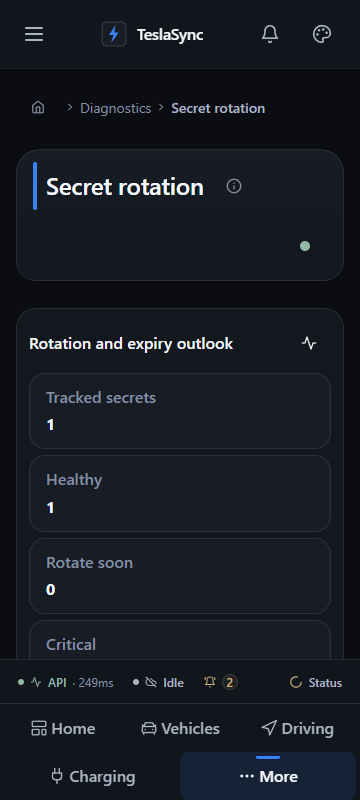 TeslaSync
Diagnostics Secret rotation
Secret rotation
Rotation and expiry outlook
Tracked secrets
1
Healthy
1
Rotate soon
0
Critical
API · 249ms Idle 2 Status
Home Vehicles Driving
Charging More